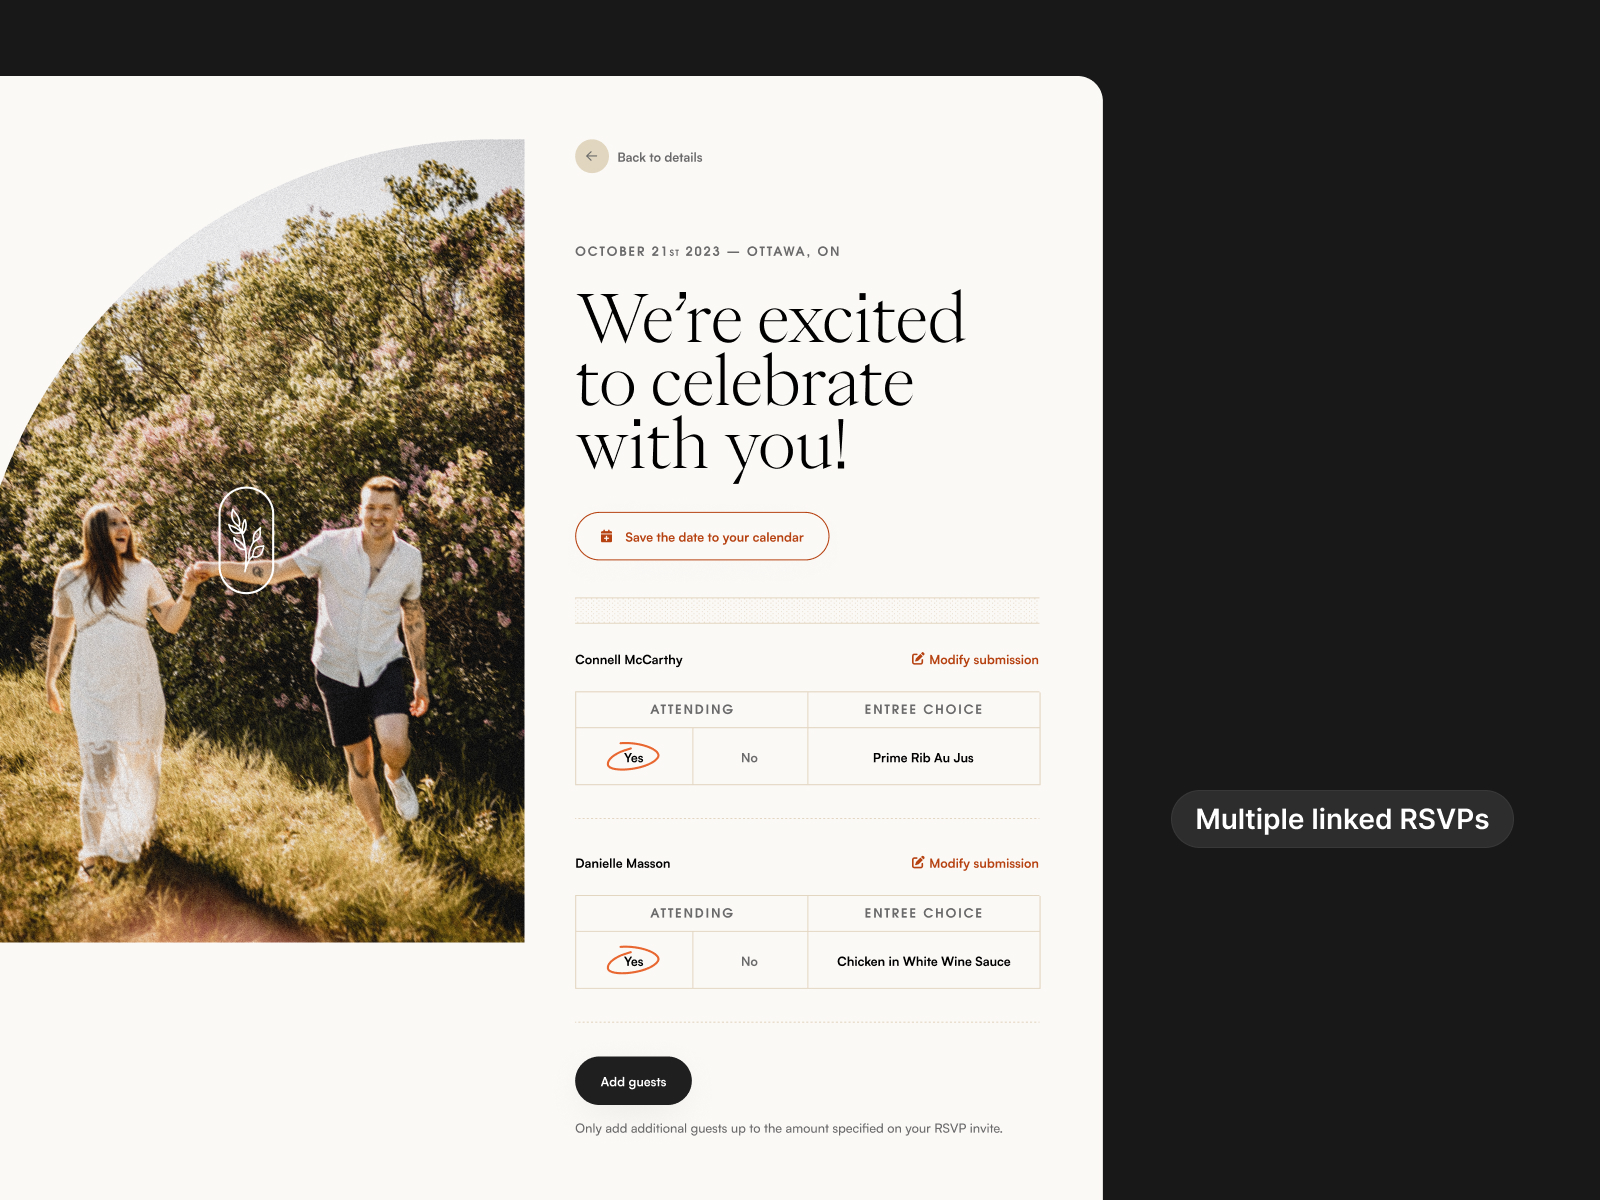 Back to details
OCTOBER 21ST 2023 — OTTAWA, ON
We’re excited
to celebrate
with you!
Save the date to your calendar
Connell McCarthy
Modify submission
ATTENDING
ENTREE CHOICE
Yes
No
Prime Rib Au Jus
Danielle Masson
Modify submission
ATTENDING
ENTREE CHOICE
Yes
No
Chicken in White Wine Sauce
Add guests
Only add additional guests up to the amount specified on your RSVP invite.
Multiple linked RSVPs